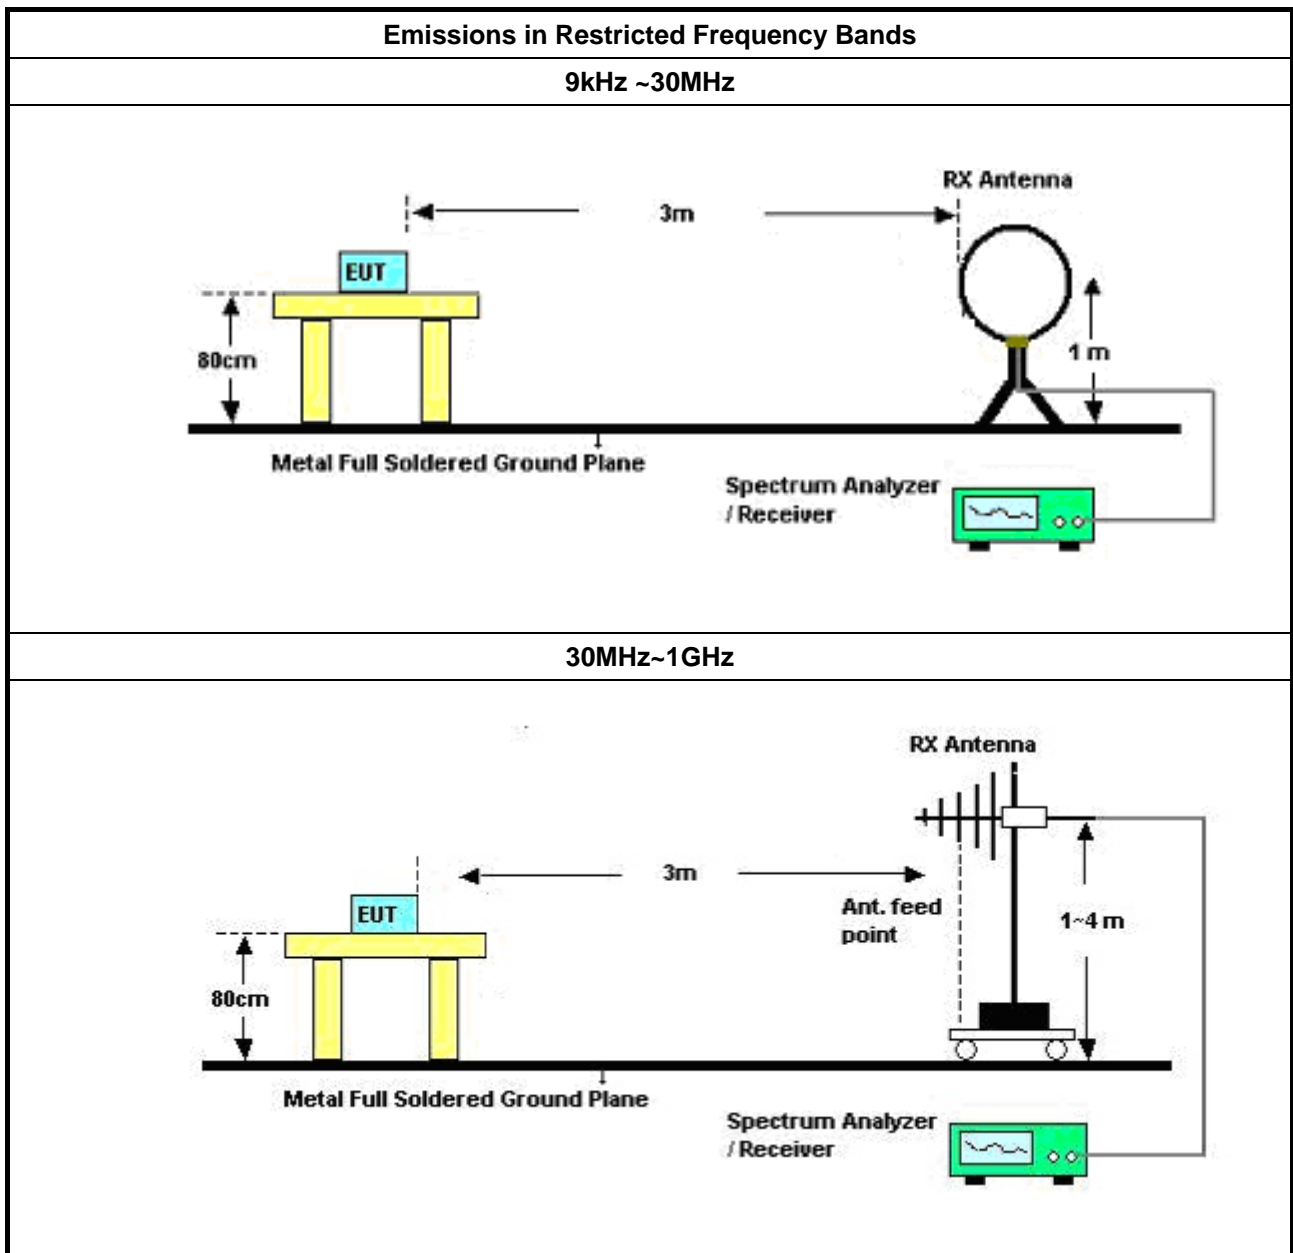 Emissions in Restricted Frequency Bands
9kHz ~30MHz
RX Antenna
3m
EUT
80cm
1 m
Metal Full Soldered Ground Plane
Spectrum Analyzer
/ Receiver
30MHz~1GHz
RX Antenna
3m
Ant. feed
point
EUT
1~4 m
80cm
Metal Full Soldered Ground Plane
Spectrum Analyzer
/ Receiver